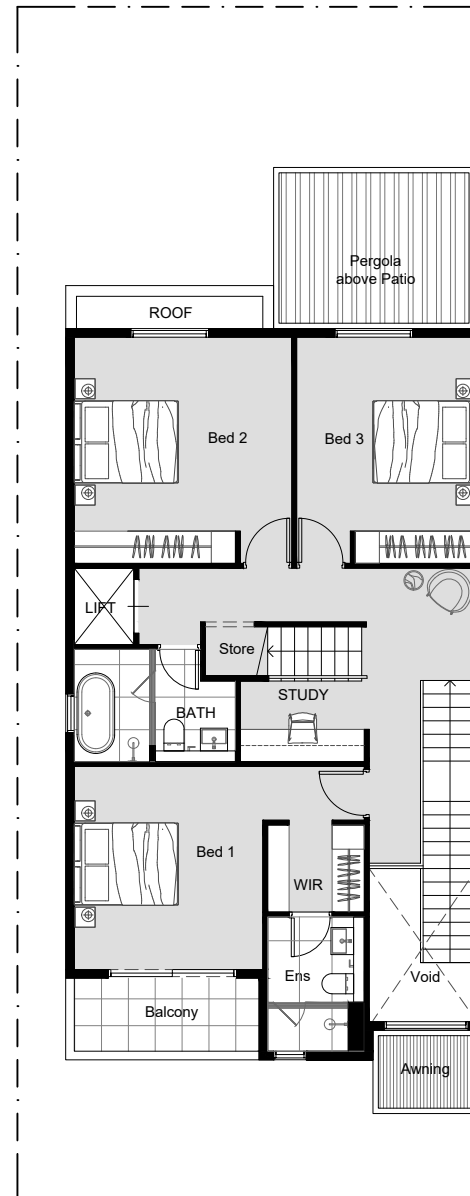 Pergola
above Patio
ROOF
Bed 2
Bed 3
LIFT
Store
STUDY
BATH
Bed 1
WIR
Ens
Void
Balcony
Awning